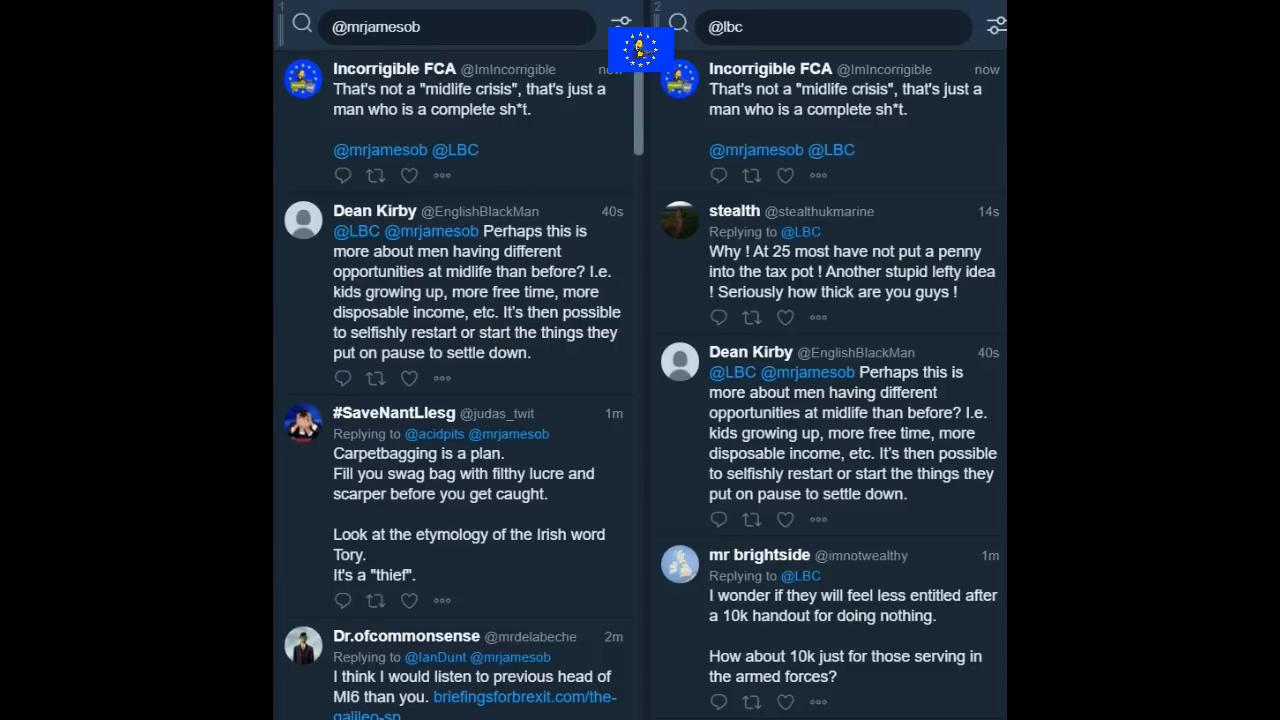 1
@mrjamesob
Incorrigible FCA @ImIncorrigible now
That's not a "midlife crisis", that's just a
man who is a complete sh*t.
@mrjamesob @LBC
Dean Kirby @EnglishBlackMan 40s
@LBC @mrjamesob Perhaps this is
more about men having different
opportunities at midlife than before? I.e.
kids growing up, more free time, more
disposable income, etc. It's then possible
to selfishly restart or start the things they
put on pause to settle down.
#SaveNantLlesg @judas_twit 1m
Replying to @acidpits @mrjamesob
Carpetbagging is a plan.
Fill you swag bag with filthy lucre and
scarper before you get caught.
Look at the etymology of the Irish word
Tory.
It's a "thief".
Dr.ofcommonsense @mrdelabeche 2m
Replying to @IanDunt @mrjamesob
I think I would listen to previous head of
MI6 than you. briefingsforbrexit.com/the-
galileo-sp
2
@lbc
Incorrigible FCA @ImIncorrigible now
That's not a "midlife crisis", that's just a
man who is a complete sh*t.
@mrjamesob @LBC
stealth @stealthukmarine 14s
Replying to @LBC
Why ! At 25 most have not put a penny
into the tax pot ! Another stupid lefty idea
! Seriously how thick are you guys !
Dean Kirby @EnglishBlackMan 40s
@LBC @mrjamesob Perhaps this is
more about men having different
opportunities at midlife than before? I.e.
kids growing up, more free time, more
disposable income, etc. It's then possible
to selfishly restart or start the things they
put on pause to settle down.
mr brightside @imnotwealthy 1m
Replying to @LBC
I wonder if they will feel less entitled after
a 10k handout for doing nothing.
How about 10k just for those serving in
the armed forces?